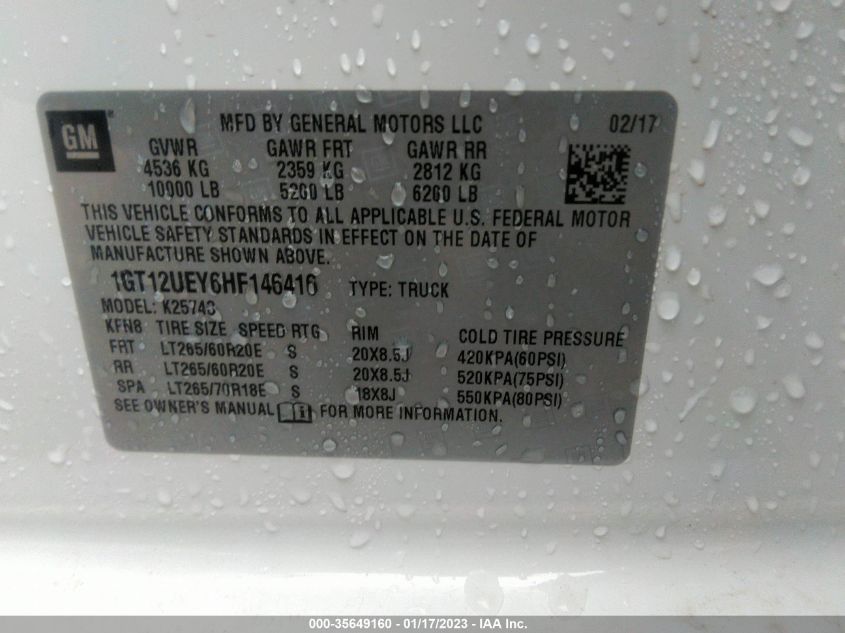 GM
MFD BY GENERAL MOTORS LLC 02/17
GVWR GAWR FRT GAWR RR
4536 KG 2359 KG 2812 KG
10000 LB 5200 LB 6200 LB
THIS VEHICLE CONFORMS TO ALL APPLICABLE U.S. FEDERAL MOTOR
VEHICLE SAFETY STANDARDS IN EFFECT ON THE DATE OF
MANUFACTURE SHOWN ABOVE.
1GT12UEY6HF146416 TYPE: TRUCK
MODEL: K25743
KFN8 TIRE SIZE SPEED RTG RIM COLD TIRE PRESSURE
FRT LT265/60R20E S 20X8.5J 420KPA(60PSI)
RR LT265/60R20E S 20X8.5J 520KPA(75PSI)
SPA LT265/70R18E S 18X8J 550KPA(80PSI)
SEE OWNER'S MANUAL FOR MORE INFORMATION.
000-35649160 - 01/17/2023 - IAA Inc.